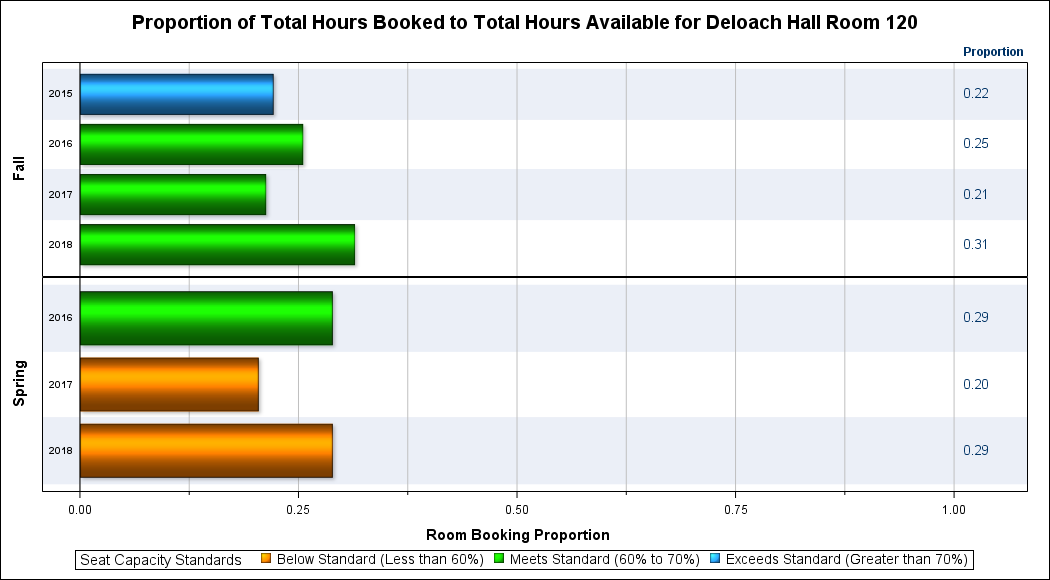 Proportion of Total Hours Booked to Total Hours Available for Deloach Hall Room 120
Proportion
Fall
2015 0.22
2016 0.25
2017 0.21
2018 0.31
Spring
2016 0.29
2017 0.20
2018 0.29
0.00 0.25 0.50 0.75 1.00
Room Booking Proportion
Seat Capacity Standards Below Standard (Less than 60%) Meets Standard (60% to 70%) Exceeds Standard (Greater than 70%)